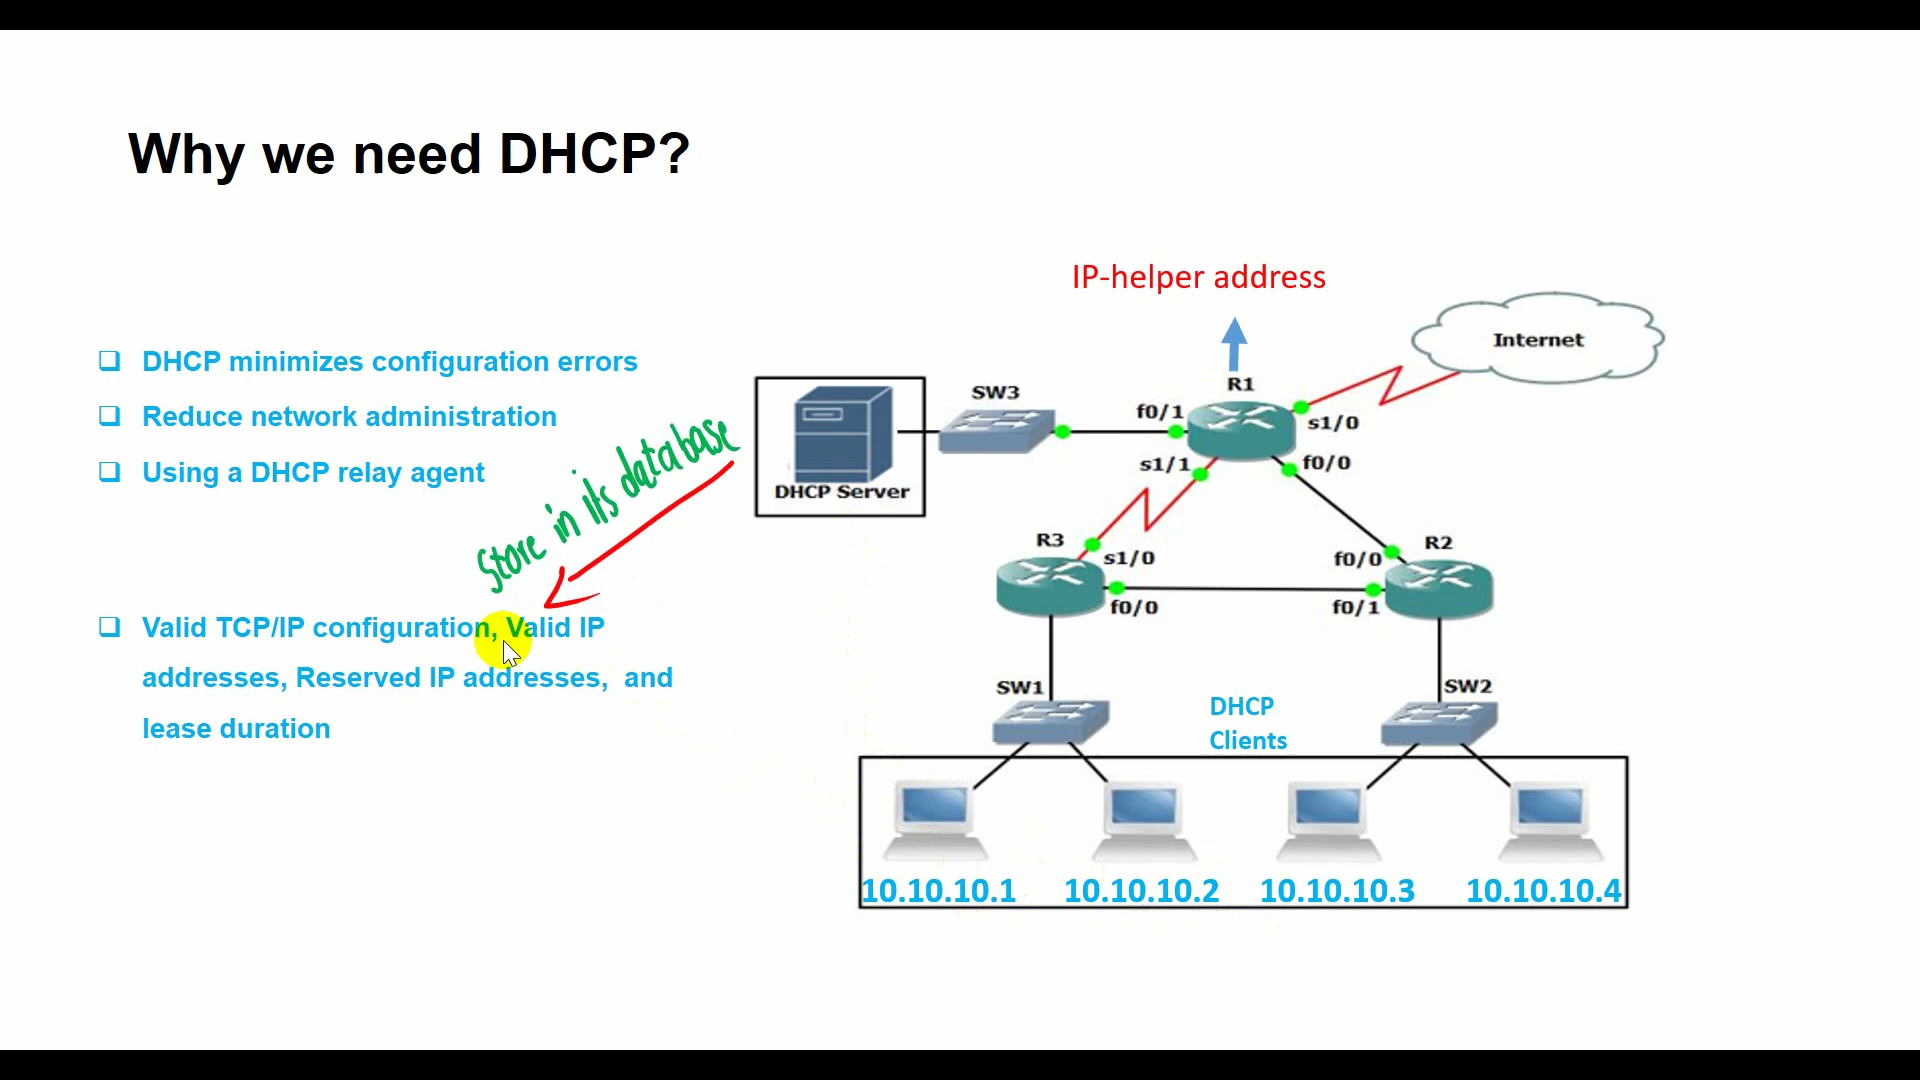 Why we need DHCP?
DHCP minimizes configuration errors
Reduce network administration
Using a DHCP relay agent
Store in its database
Valid TCP/IP configuration, Valid IP
addresses, Reserved IP addresses, and
lease duration
IP-helper address
Internet
R1
SW3
f0/1
s1/0
s1/1
f0/0
DHCP Server
R3
s1/0
f0/0
R2
f0/0
f0/1
SW1
SW2
DHCP
Clients
10.10.10.1
10.10.10.2
10.10.10.3
10.10.10.4